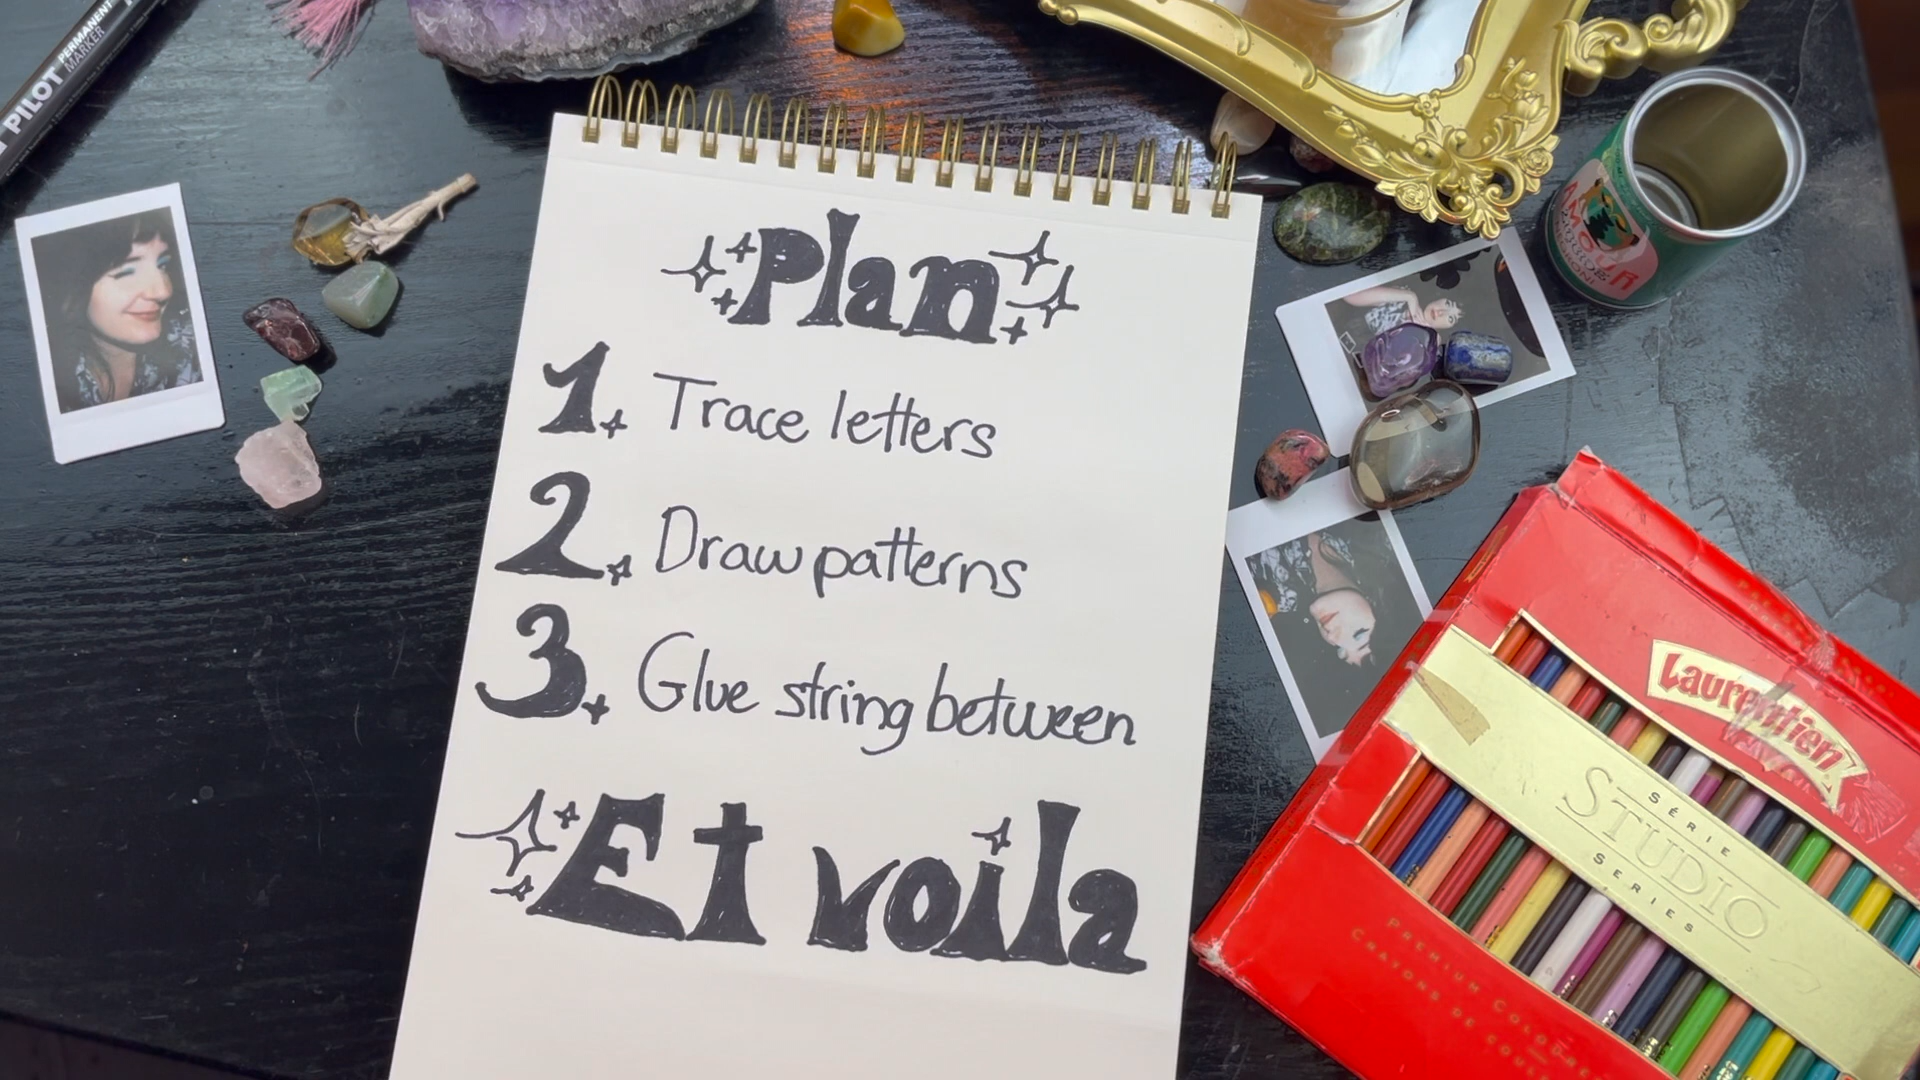 PILOT
PERMANENT
MARKER
Plan
1. Trace letters
2. Draw patterns
3. Glue string between
Et voila
Laurentien
SÉRIE
STUDIO
SERIES
PREMIUM COLOURED
CRAYONS DE COUL